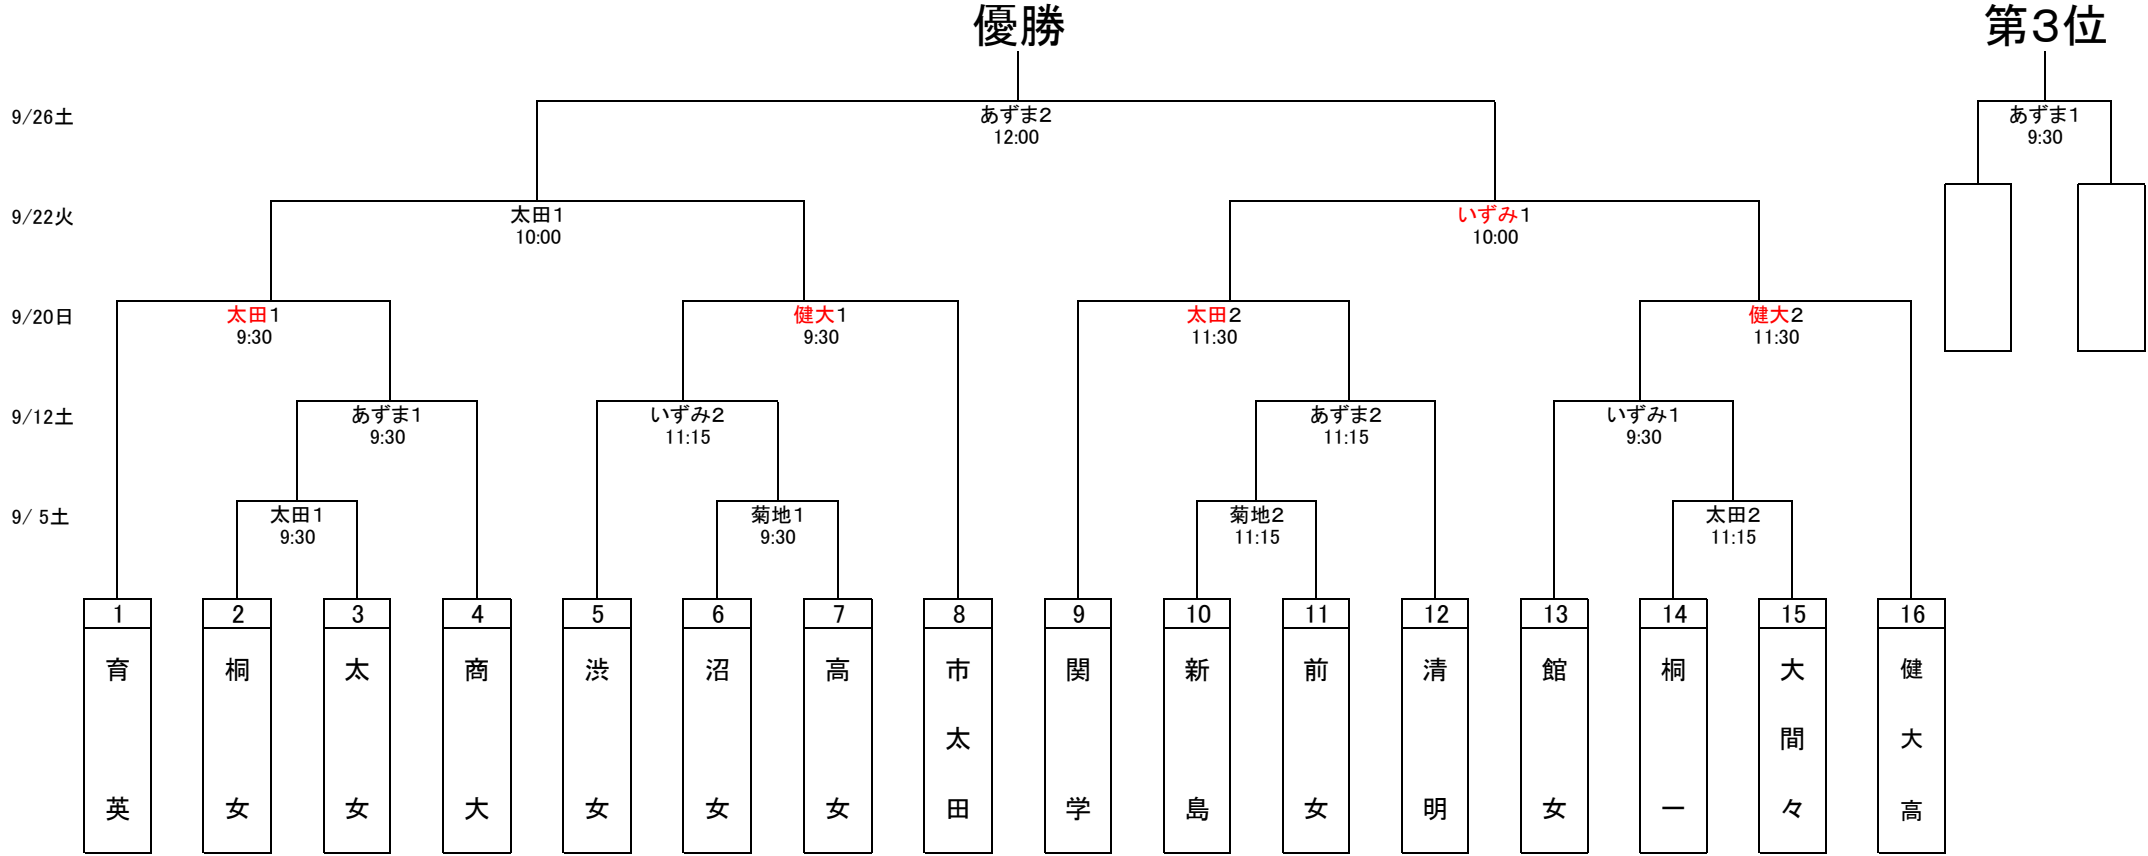 優勝
第3位
9/26土
あずま2
12:00
あずま1
9:30
9/22火
太田1
10:00
いずみ1
10:00
9/20日
太田1
9:30
健大1
9:30
太田2
11:30
健大2
11:30
9/12土
あずま1
9:30
いずみ2
11:15
あずま2
11:15
いずみ1
9:30
9/ 5土
太田1
9:30
菊地1
9:30
菊地2
11:15
太田2
11:15
1
育英
2
桐女
3
太女
4
商大
5
渋女
6
沼女
7
高女
8
市太田
9
関学
10
新島
11
前女
12
清明
13
館女
14
桐一
15
大間々
16
健大高